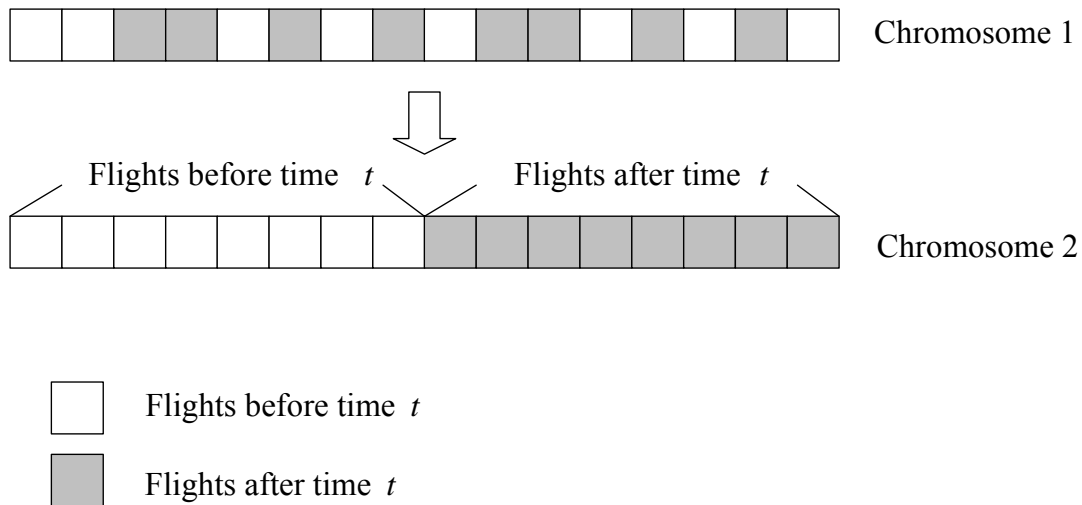 Chromosome 1
Flights before time t
Flights after time t
Chromosome 2
Flights before time t
Flights after time t